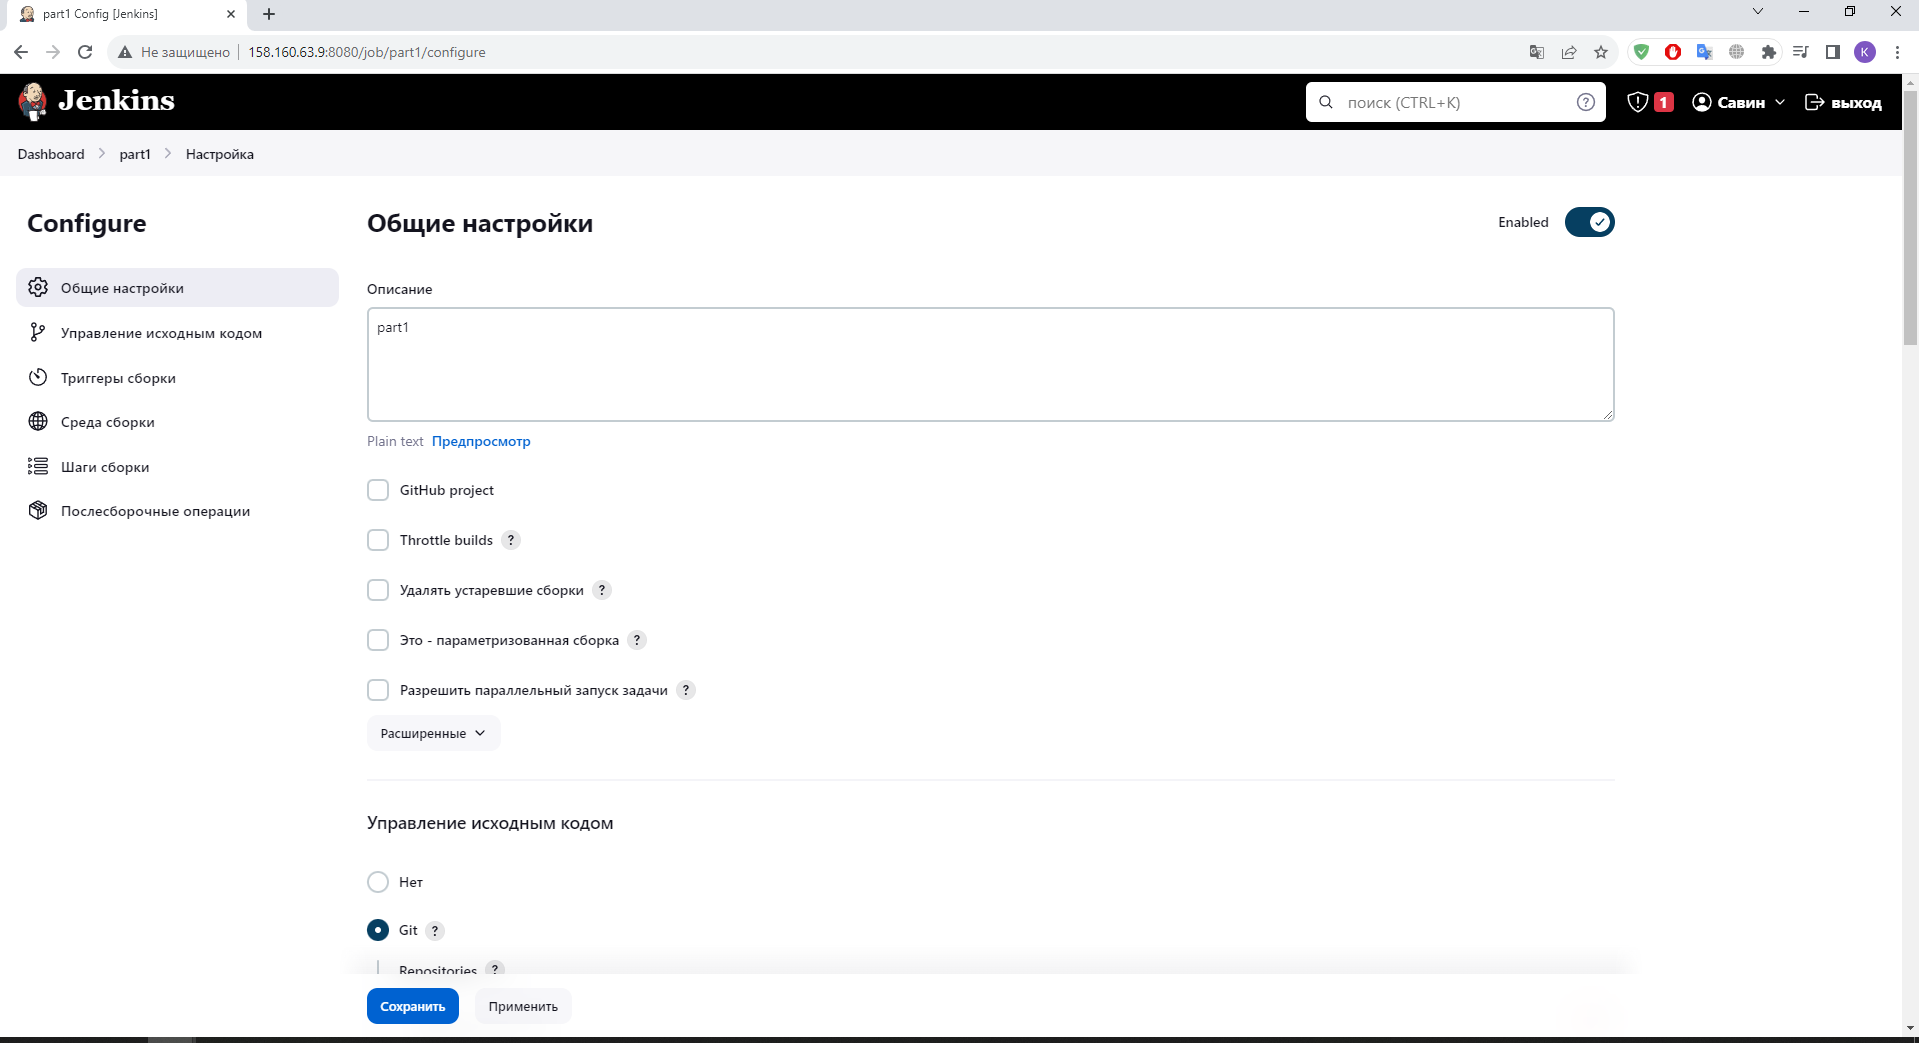 part1 Config [Jenkins]
Не защищено 158.160.63.9:8080/job/part1/configure
K
Jenkins
поиск (CTRL+K)
?
1
Савин
выход
Dashboard part1 Настройка
Configure
Общие настройки
Управление исходным кодом
Триггеры сборки
Среда сборки
Шаги сборки
Послесборочные операции
Общие настройки
Enabled
Описание
part1
Plain text Предпросмотр
GitHub project
Throttle builds ?
Удалять устаревшие сборки ?
Это - параметризованная сборка ?
Разрешить параллельный запуск задачи ?
Расширенные
Управление исходным кодом
Нет
Git ?
Repositories ?
Сохранить Применить